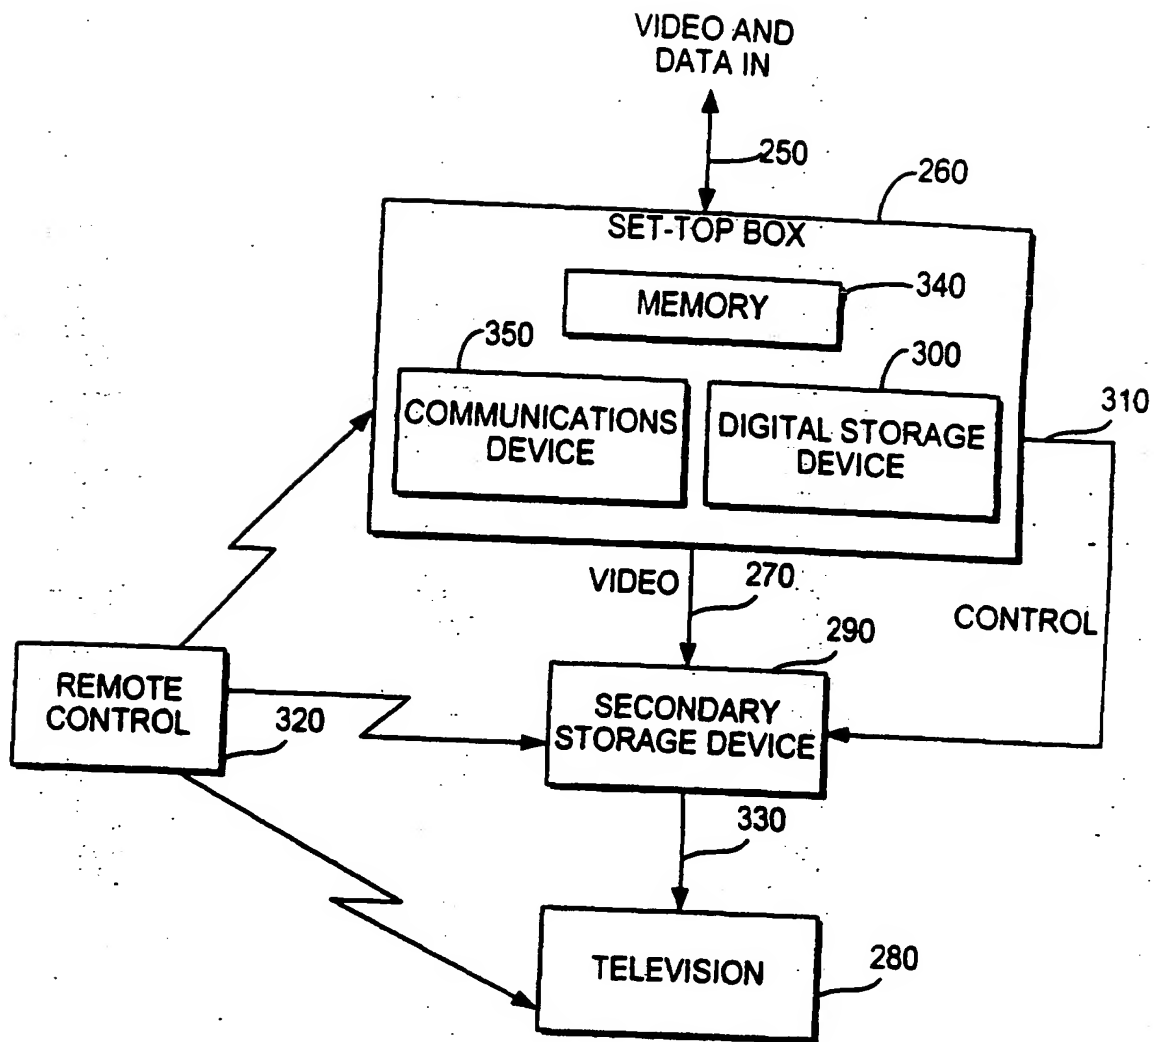 VIDEO AND
DATA IN
250
260
SET-TOP BOX
MEMORY
340
350
300
COMMUNICATIONS
DEVICE
DIGITAL STORAGE
DEVICE
310
VIDEO
270
CONTROL
290
REMOTE
CONTROL
320
SECONDARY
STORAGE DEVICE
330
TELEVISION
280